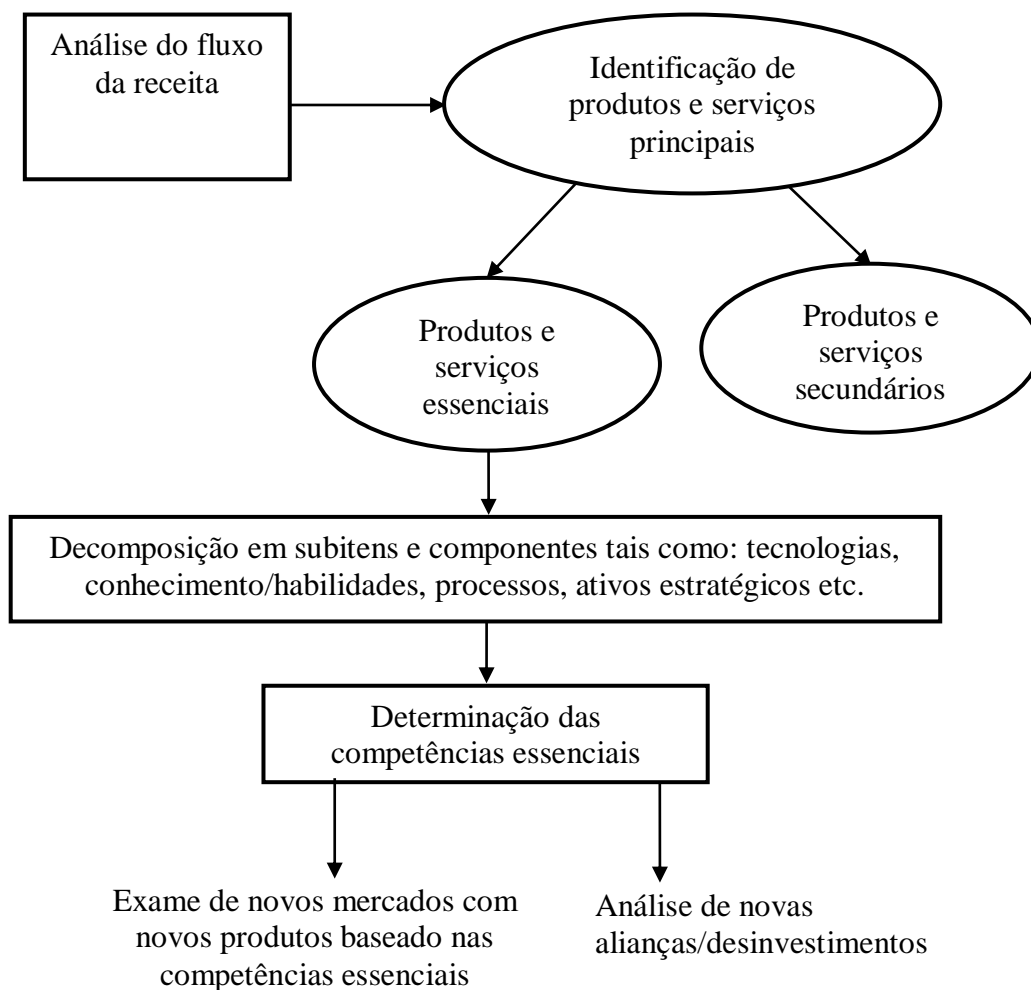 Análise do fluxo
da receita
Identificação de
produtos e serviços
principais
Produtos e
serviços
essenciais
Produtos e
serviços
secundários
Decomposição em subitens e componentes tais como: tecnologias,
conhecimento/habilidades, processos, ativos estratégicos etc.
Determinação das
competências essenciais
Exame de novos mercados com
novos produtos baseado nas
competências essenciais
Análise de novas
alianças/desinvestimentos